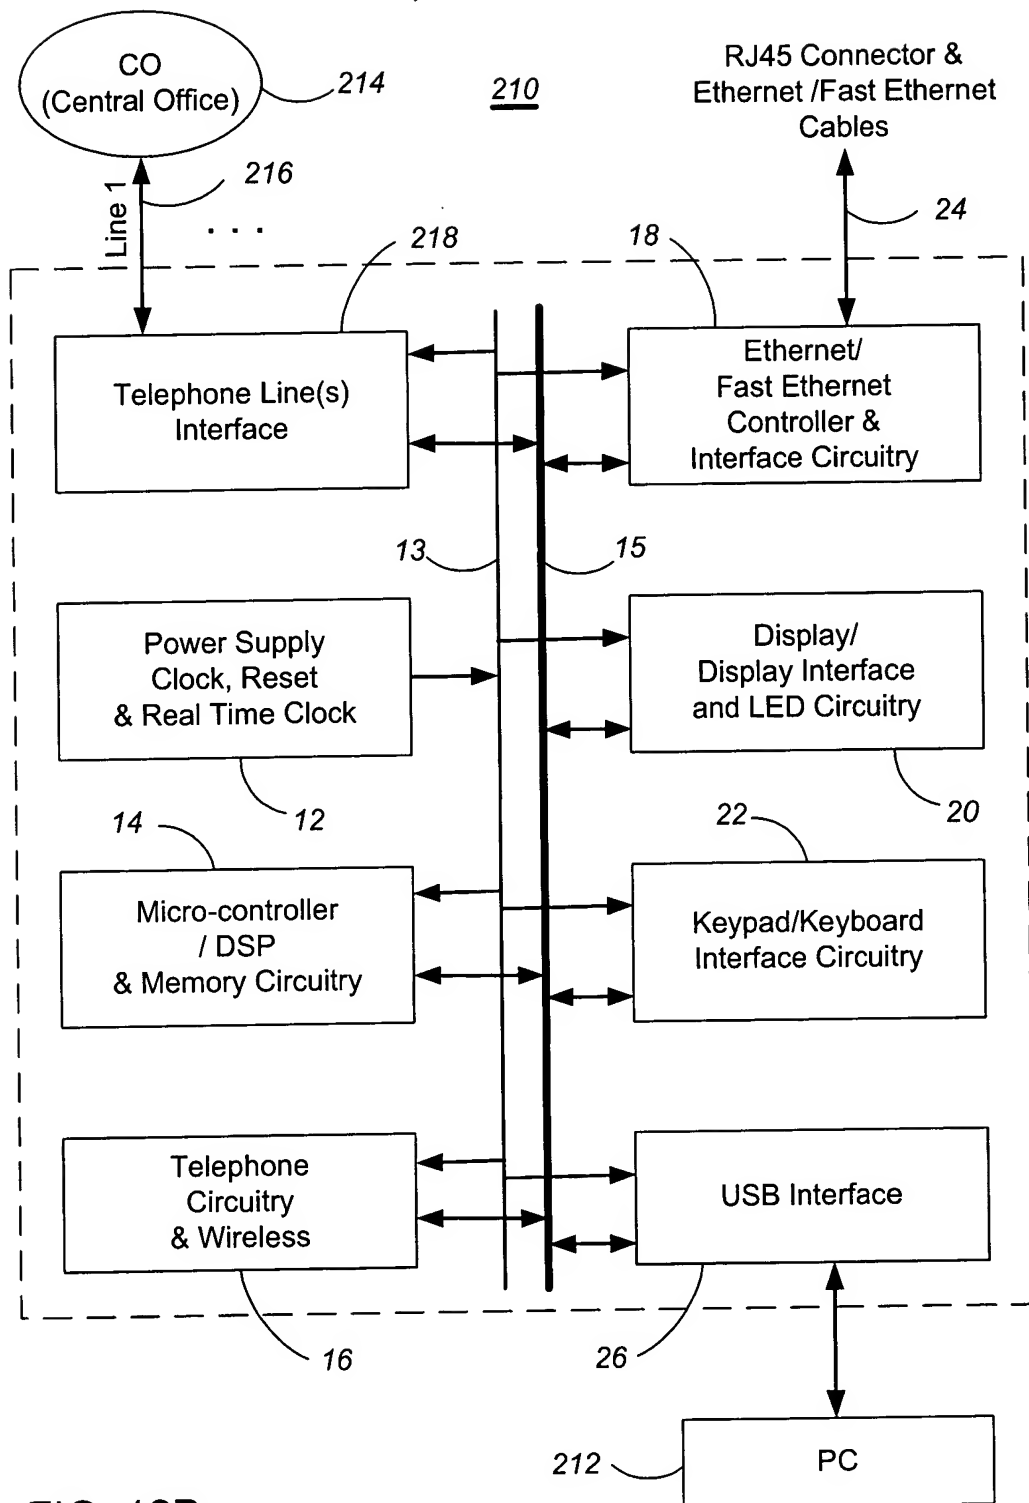 CO
(Central Office)
214
210
RJ45 Connector &
Ethernet /Fast Ethernet
Cables
Line 1
216
. . .
24
218
18
Telephone Line(s)
Interface
Ethernet/
Fast Ethernet
Controller &
Interface Circuitry
13
15
Power Supply
Clock, Reset
& Real Time Clock
Display/
Display Interface
and LED Circuitry
12
20
14
22
Micro-controller
/ DSP
& Memory Circuitry
Keypad/Keyboard
Interface Circuitry
Telephone
Circuitry
& Wireless
USB Interface
16
26
212
PC